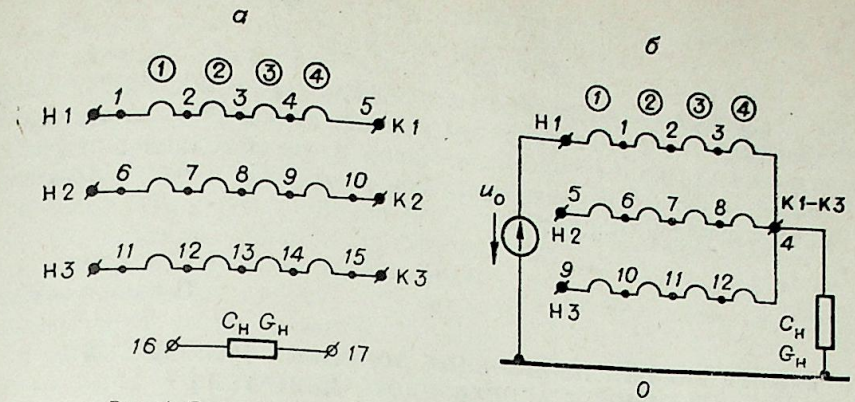 а
① ② ③ ④
Н1 1 2 3 4 5 К1
Н2 6 7 8 9 10 К2
Н3 11 12 13 14 15 К3
16 Cн Gн 17
б
① ② ③ ④
Н1 1 2 3
u₀
5 6 7 8 К1–К3
Н2 4
9 10 11 12
Н3
Cн
Gн
0